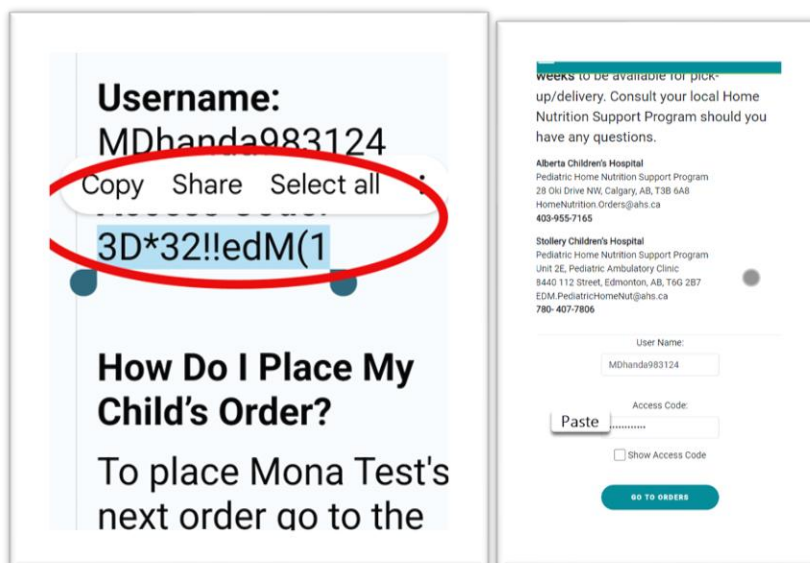 Username:
MDhanda983124
Copy Share Select all
3D*32!!edM(1
How Do I Place My
Child's Order?
To place Mona Test's
next order go to the
weeks to be available for pick-
up/delivery. Consult your local Home
Nutrition Support Program should you
have any questions.
Alberta Children's Hospital
Pediatric Home Nutrition Support Program
28 Oki Drive NW, Calgary, AB, T3B 6A8
HomeNutrition.Orders@ahs.ca
403-955-7165
Stollery Children's Hospital
Pediatric Home Nutrition Support Program
Unit 2E, Pediatric Ambulatory Clinic
8440 112 Street, Edmonton, AB, T6G 2B7
EDM.PediatricHomeNut@ahs.ca
780- 407-7806
User Name:
MDhanda983124
Access Code:
Paste
Show Access Code
GO TO ORDERS